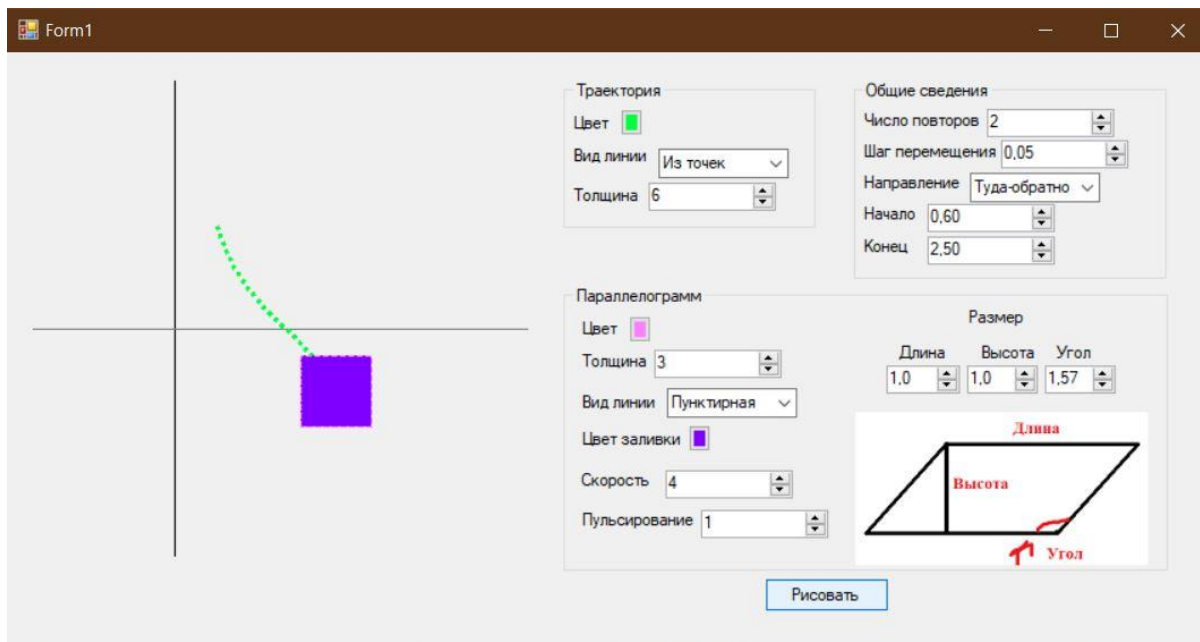 Form1
Траектория
Цвет
Вид линии Из точек
Толщина 6
Общие сведения
Число повторов 2
Шаг перемещения 0,05
Направление Туда-обратно
Начало 0,60
Конец 2,50
Параллелограмм
Цвет
Толщина 3
Вид линии Пунктирная
Цвет заливки
Скорость 4
Пульсирование 1
Размер
Длина Высота Угол
1,0 1,0 1,57
Длина
Высота
Угол
Рисовать